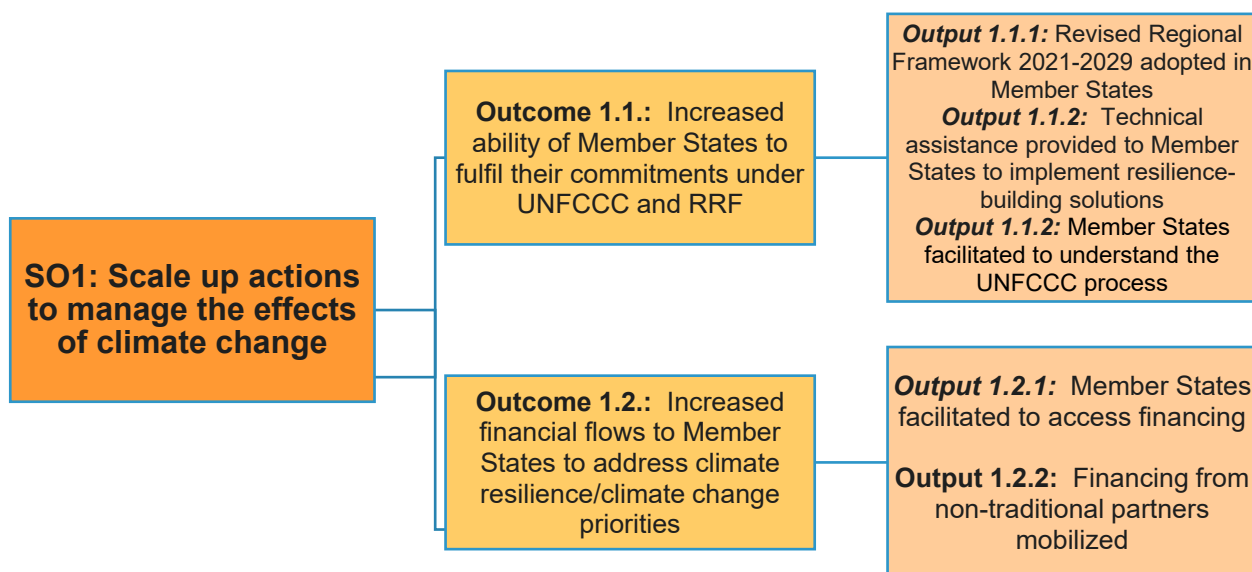 SO1: Scale up actions
to manage the effects
of climate change
Outcome 1.1.: Increased
ability of Member States to
fulfil their commitments under
UNFCCC and RRF
Output 1.1.1: Revised Regional
Framework 2021-2029 adopted in
Member States
Output 1.1.2: Technical
assistance provided to Member
States to implement resilience-
building solutions
Output 1.1.2: Member States
facilitated to understand the
UNFCCC process
Outcome 1.2.: Increased
financial flows to Member
States to address climate
resilience/climate change
priorities
Output 1.2.1: Member States
facilitated to access financing
Output 1.2.2: Financing from
non-traditional partners
mobilized